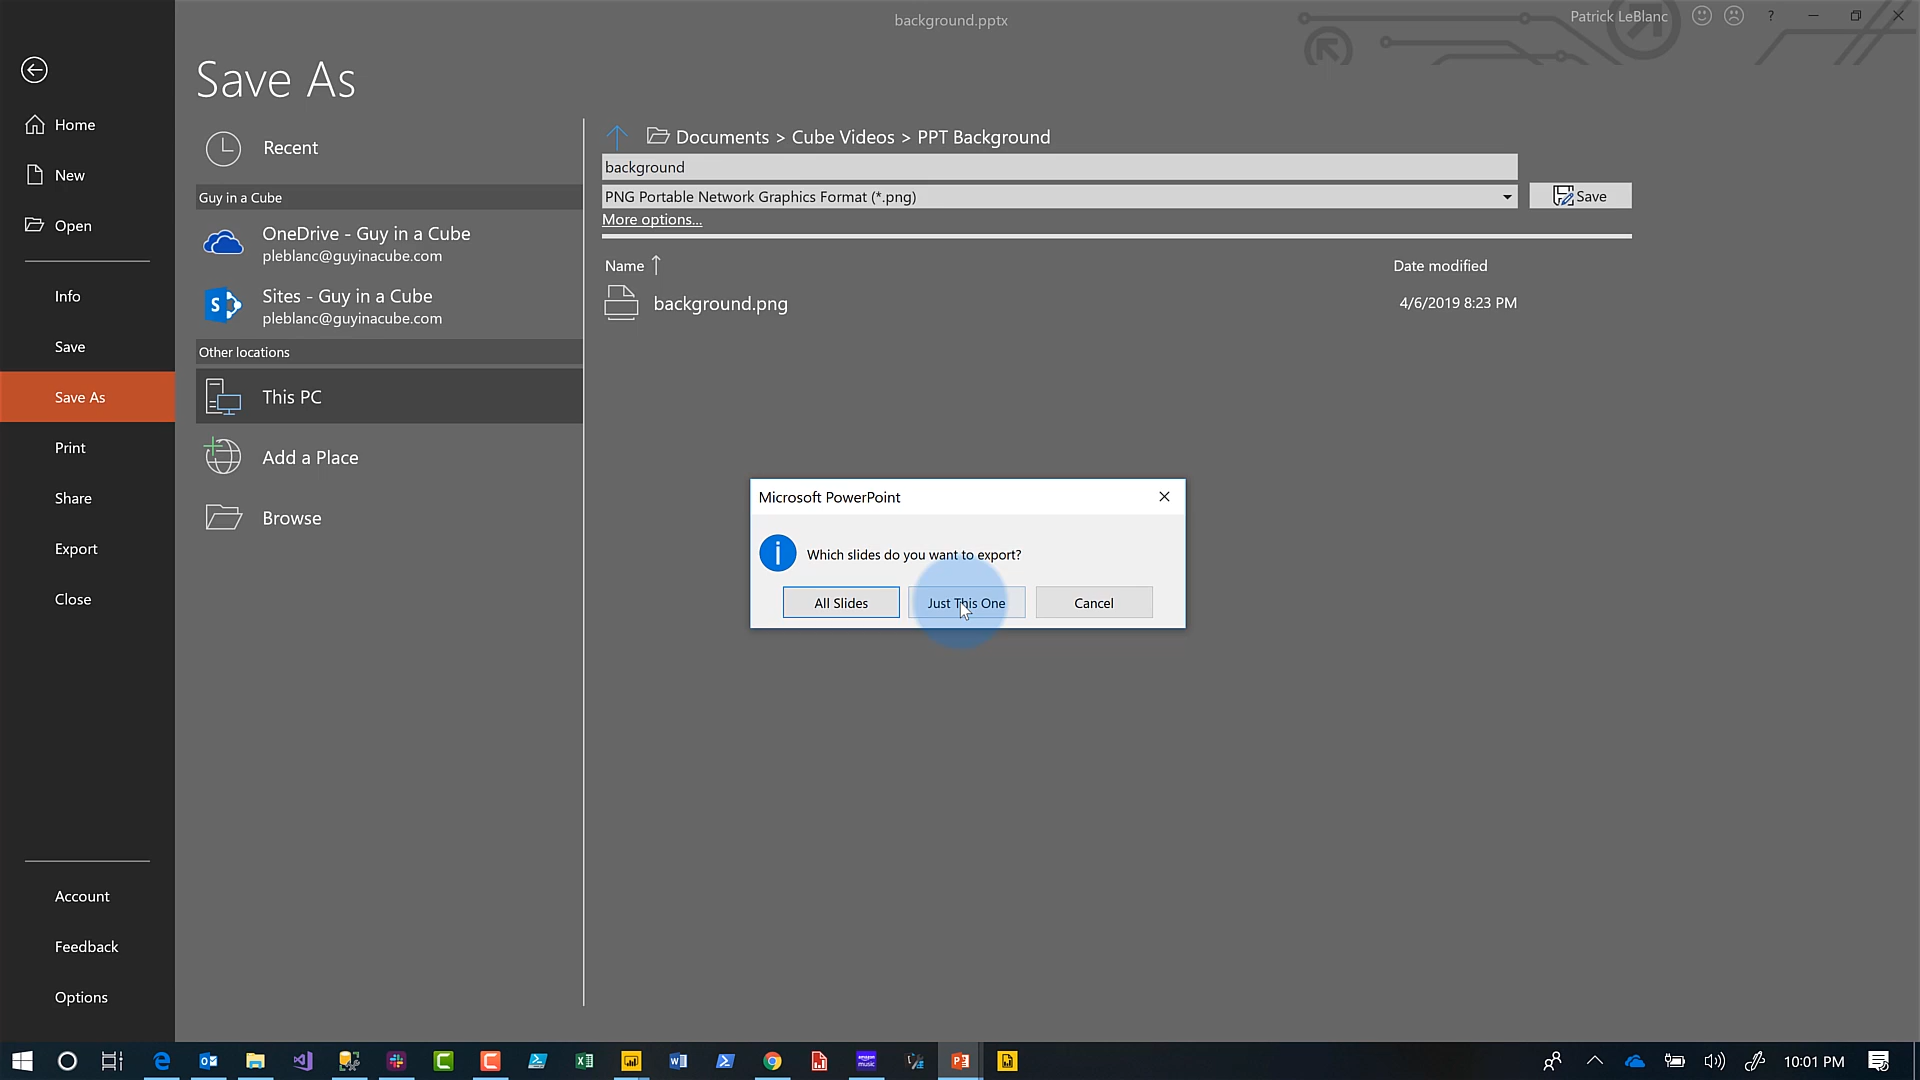 background.pptx
Patrick LeBlanc
?
Save As
Home
New
Open
Info
Save
Save As
Print
Share
Export
Close
Account
Feedback
Options
Recent
Guy in a Cube
OneDrive - Guy in a Cube
pleblanc@guyinacube.com
Sites - Guy in a Cube
pleblanc@guyinacube.com
Other locations
This PC
Add a Place
Browse
Documents > Cube Videos > PPT Background
background
PNG Portable Network Graphics Format (*.png)
Save
More options...
Name
Date modified
background.png
4/6/2019 8:23 PM
Microsoft PowerPoint
Which slides do you want to export?
All Slides
Just This One
Cancel
10:01 PM